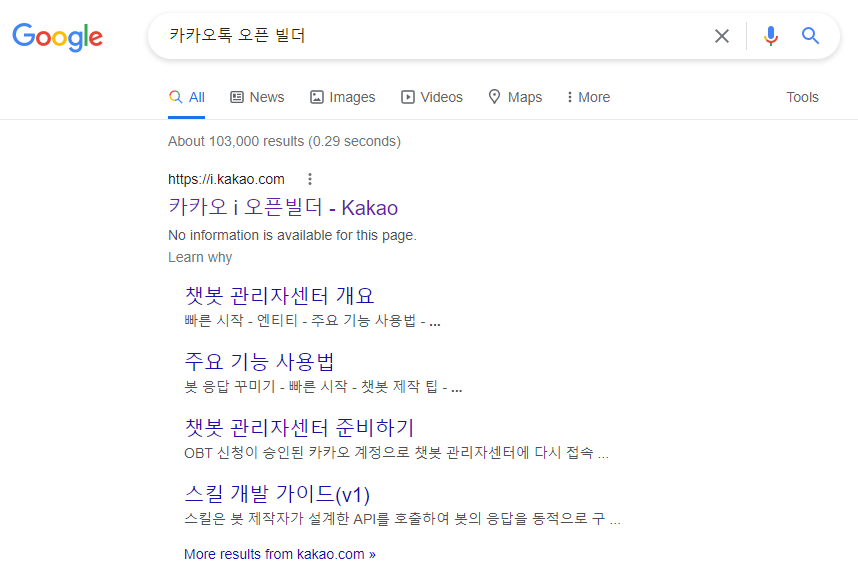 Google
카카오톡 오픈 빌더
All News Images Videos Maps More Tools
About 103,000 results (0.29 seconds)
https://i.kakao.com
카카오 i 오픈빌더 - Kakao
No information is available for this page.
Learn why
챗봇 관리자센터 개요
빠른 시작 - 엔티티 - 주요 기능 사용법 - ...
주요 기능 사용법
봇 응답 꾸미기 - 빠른 시작 - 챗봇 제작 팁 - ...
챗봇 관리자센터 준비하기
OBT 신청이 승인된 카카오 계정으로 챗봇 관리자센터에 다시 접속 ...
스킬 개발 가이드(v1)
스킬은 봇 제작자가 설계한 API를 호출하여 봇의 응답을 동적으로 구 ...
More results from kakao.com »